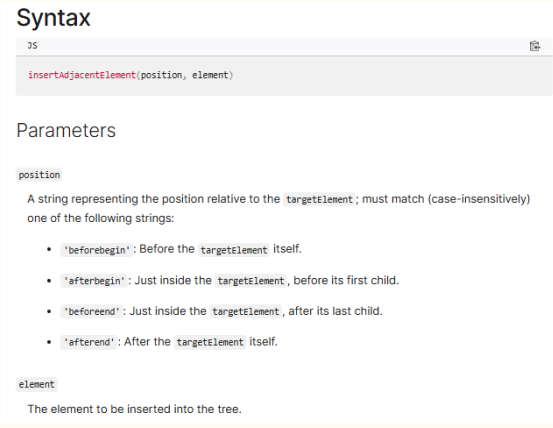 Syntax
JS
insertAdjacentElement(position, element)
Parameters
position
A string representing the position relative to the targetElement; must match (case-insensitively)
one of the following strings:
• 'beforebegin': Before the targetElement itself.
• 'afterbegin': Just inside the targetElement, before its first child.
• 'beforeend': Just inside the targetElement, after its last child.
• 'afterend': After the targetElement itself.
element
The element to be inserted into the tree.